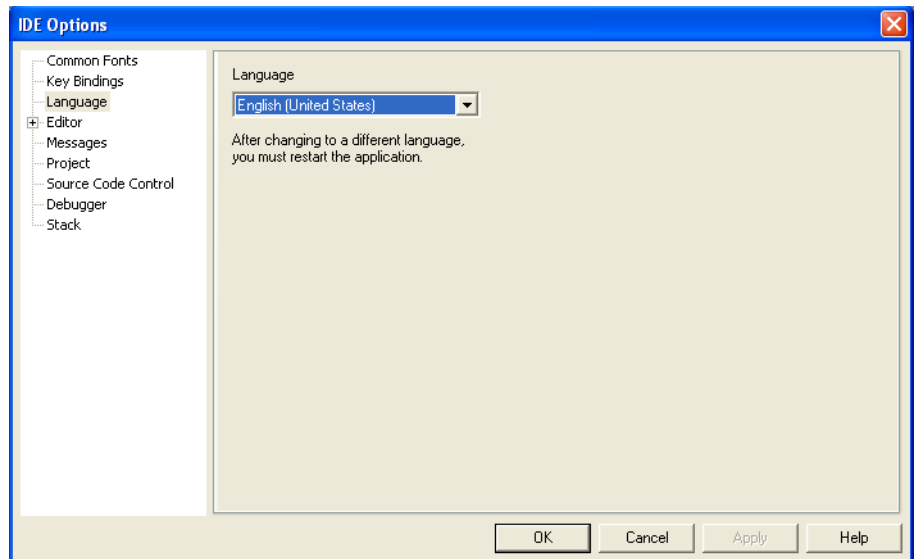 IDE Options
Common Fonts
Key Bindings
Language
Editor
Messages
Project
Source Code Control
Debugger
Stack
Language
English (United States)
After changing to a different language,
you must restart the application.
OK
Cancel
Apply
Help